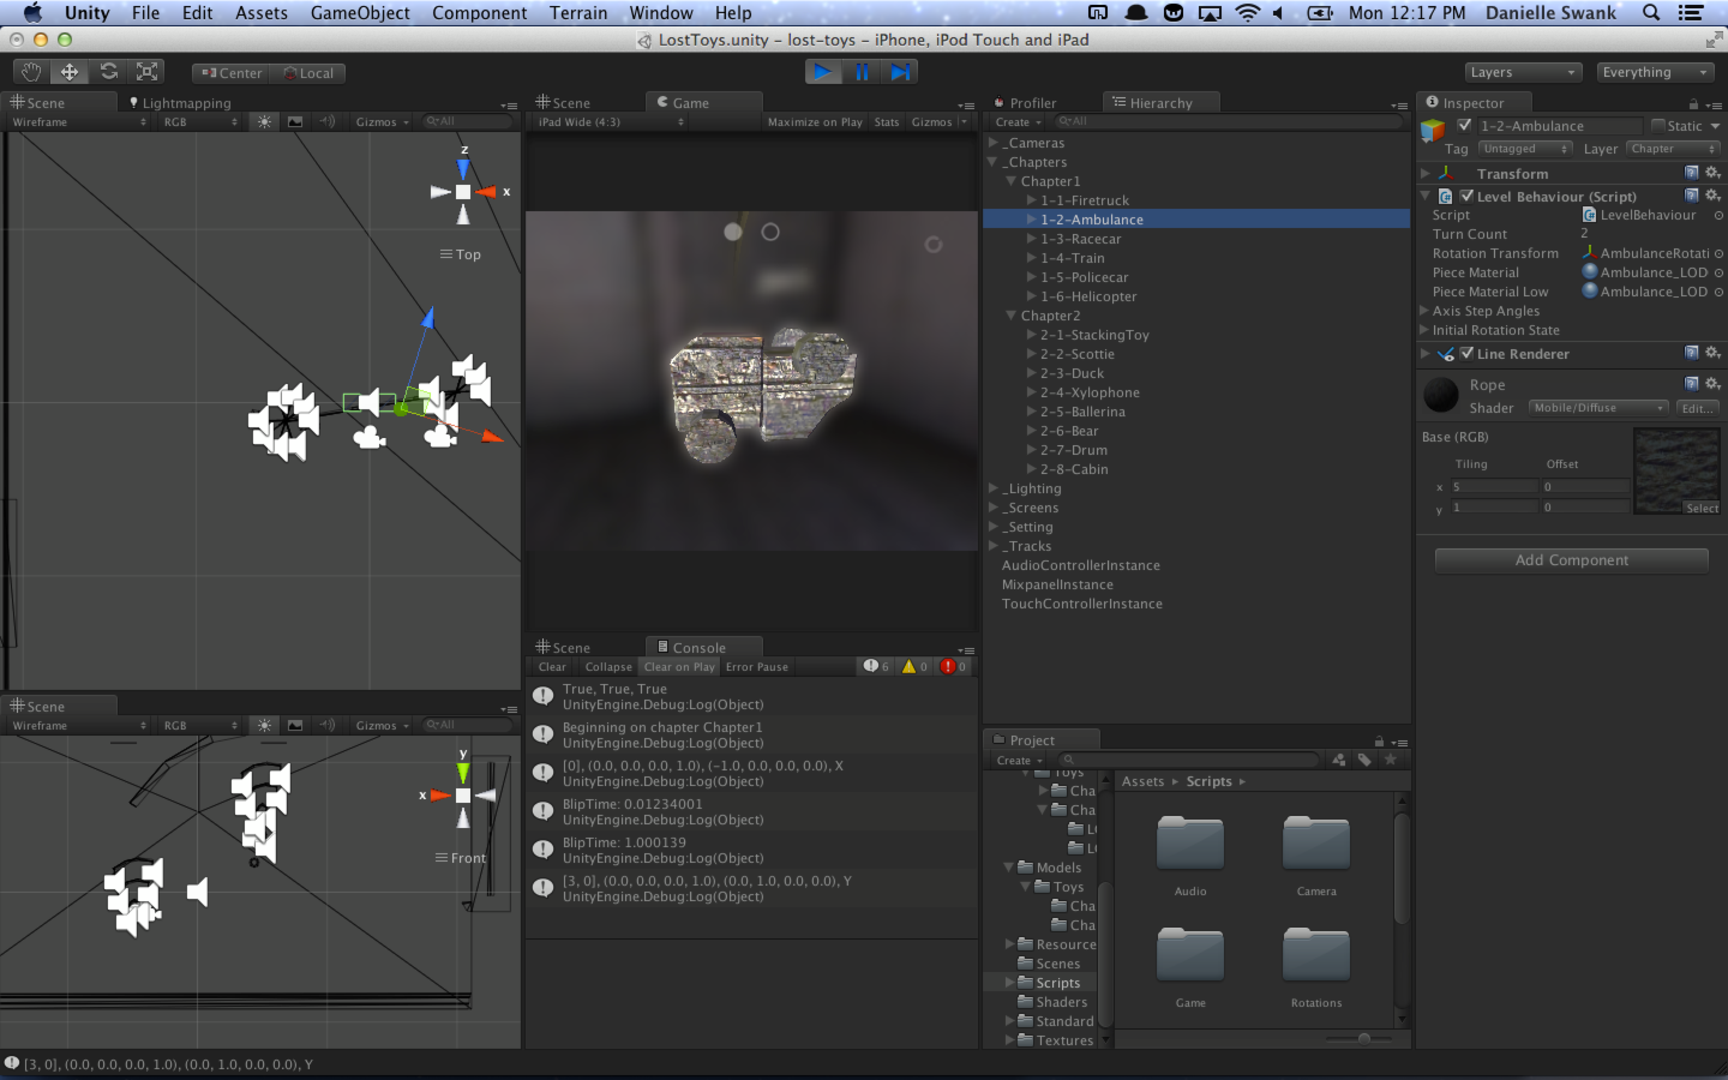 Unity File Edit Assets GameObject Component Terrain Window Help
Mon 12:17 PM Danielle Swank
LostToys.unity - lost-toys - iPhone, iPod Touch and iPad
Center Local
Layers Everything
Scene Lightmapping
Wireframe RGB Gizmos All
z
x
Top
Scene
Wireframe RGB Gizmos All
y
x
Front
Scene Game
iPad Wide (4:3) Maximize on Play Stats Gizmos
Scene Console
Clear Collapse Clear on Play Error Pause 6 0 0
True, True, True
UnityEngine.Debug:Log(Object)
Beginning on chapter Chapter1
UnityEngine.Debug:Log(Object)
[0], (0.0, 0.0, 0.0, 1.0), (-1.0, 0.0, 0.0, 0.0), X
UnityEngine.Debug:Log(Object)
BlipTime: 0.01234001
UnityEngine.Debug:Log(Object)
BlipTime: 1.000139
UnityEngine.Debug:Log(Object)
[3, 0], (0.0, 0.0, 0.0, 1.0), (0.0, 1.0, 0.0, 0.0), Y
UnityEngine.Debug:Log(Object)
Profiler Hierarchy
Create All
_Cameras
_Chapters
Chapter1
1-1-Firetruck
1-2-Ambulance
1-3-Racecar
1-4-Train
1-5-Policecar
1-6-Helicopter
Chapter2
2-1-StackingToy
2-2-Scottie
2-3-Duck
2-4-Xylophone
2-5-Ballerina
2-6-Bear
2-7-Drum
2-8-Cabin
_Lighting
_Screens
_Setting
_Tracks
AudioControllerInstance
MixpanelInstance
TouchControllerInstance
Project
Create
Toys
Cha
Cha
L
L
Models
Toys
Cha
Cha
Resource
Scenes
Scripts
Shaders
Standard
Textures
Assets Scripts
Audio Camera
Game Rotations
Inspector
1-2-Ambulance Static
Tag Untagged Layer Chapter
Transform
Level Behaviour (Script)
Script LevelBehaviour
Turn Count 2
Rotation Transform AmbulanceRotati
Piece Material Ambulance_LOD
Piece Material Low Ambulance_LOD
Axis Step Angles
Initial Rotation State
Line Renderer
Rope
Shader Mobile/Diffuse Edit...
Base (RGB)
Tiling Offset
x 5 0
y 1 0
Select
Add Component
[3, 0], (0.0, 0.0, 0.0, 1.0), (0.0, 1.0, 0.0, 0.0), Y